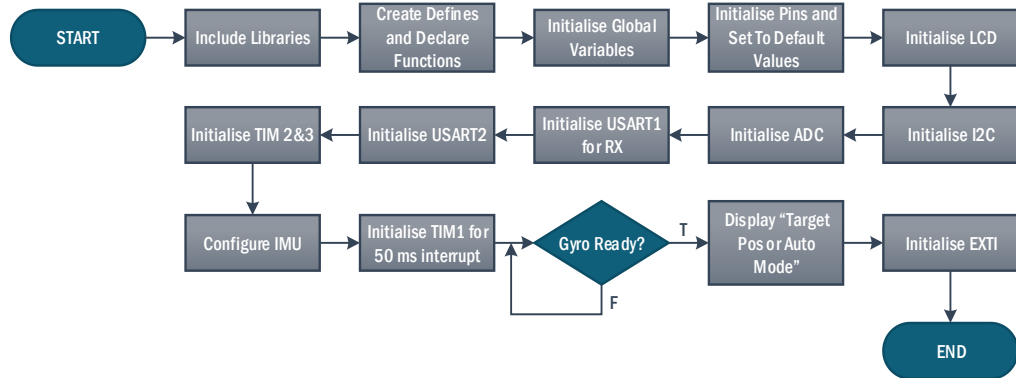 START
Include Libraries
Create Defines
and Declare
Functions
Initialise Global
Variables
Initialise Pins and
Set To Default
Values
Initialise LCD
Initialise I2C
Initialise ADC
Initialise USART1
for RX
Initialise USART2
Initialise TIM 2&3
Configure IMU
Initialise TIM1 for
50 ms interrupt
Gyro Ready?
T
F
Display “Target
Pos or Auto
Mode”
Initialise EXTI
END